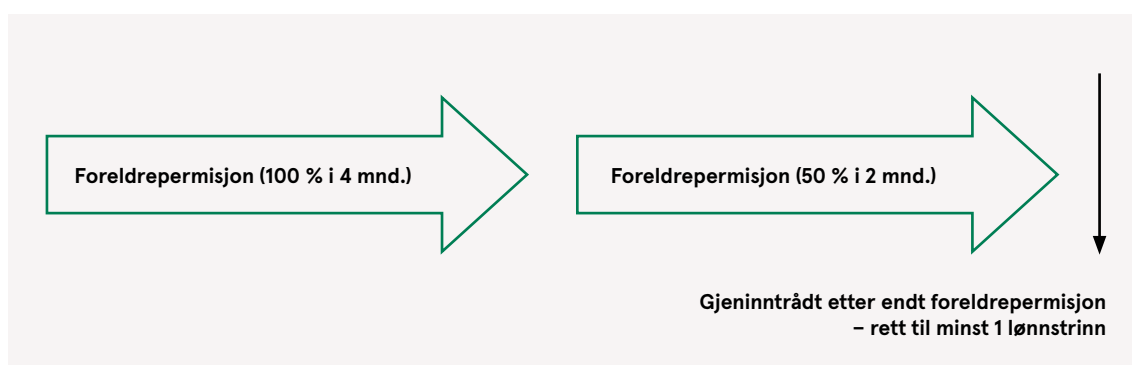 Foreldrepermisjon (100 % i 4 mnd.)
Foreldrepermisjon (50 % i 2 mnd.)
Gjeninntrådt etter endt foreldrepermisjon
– rett til minst 1 lønnstrinn